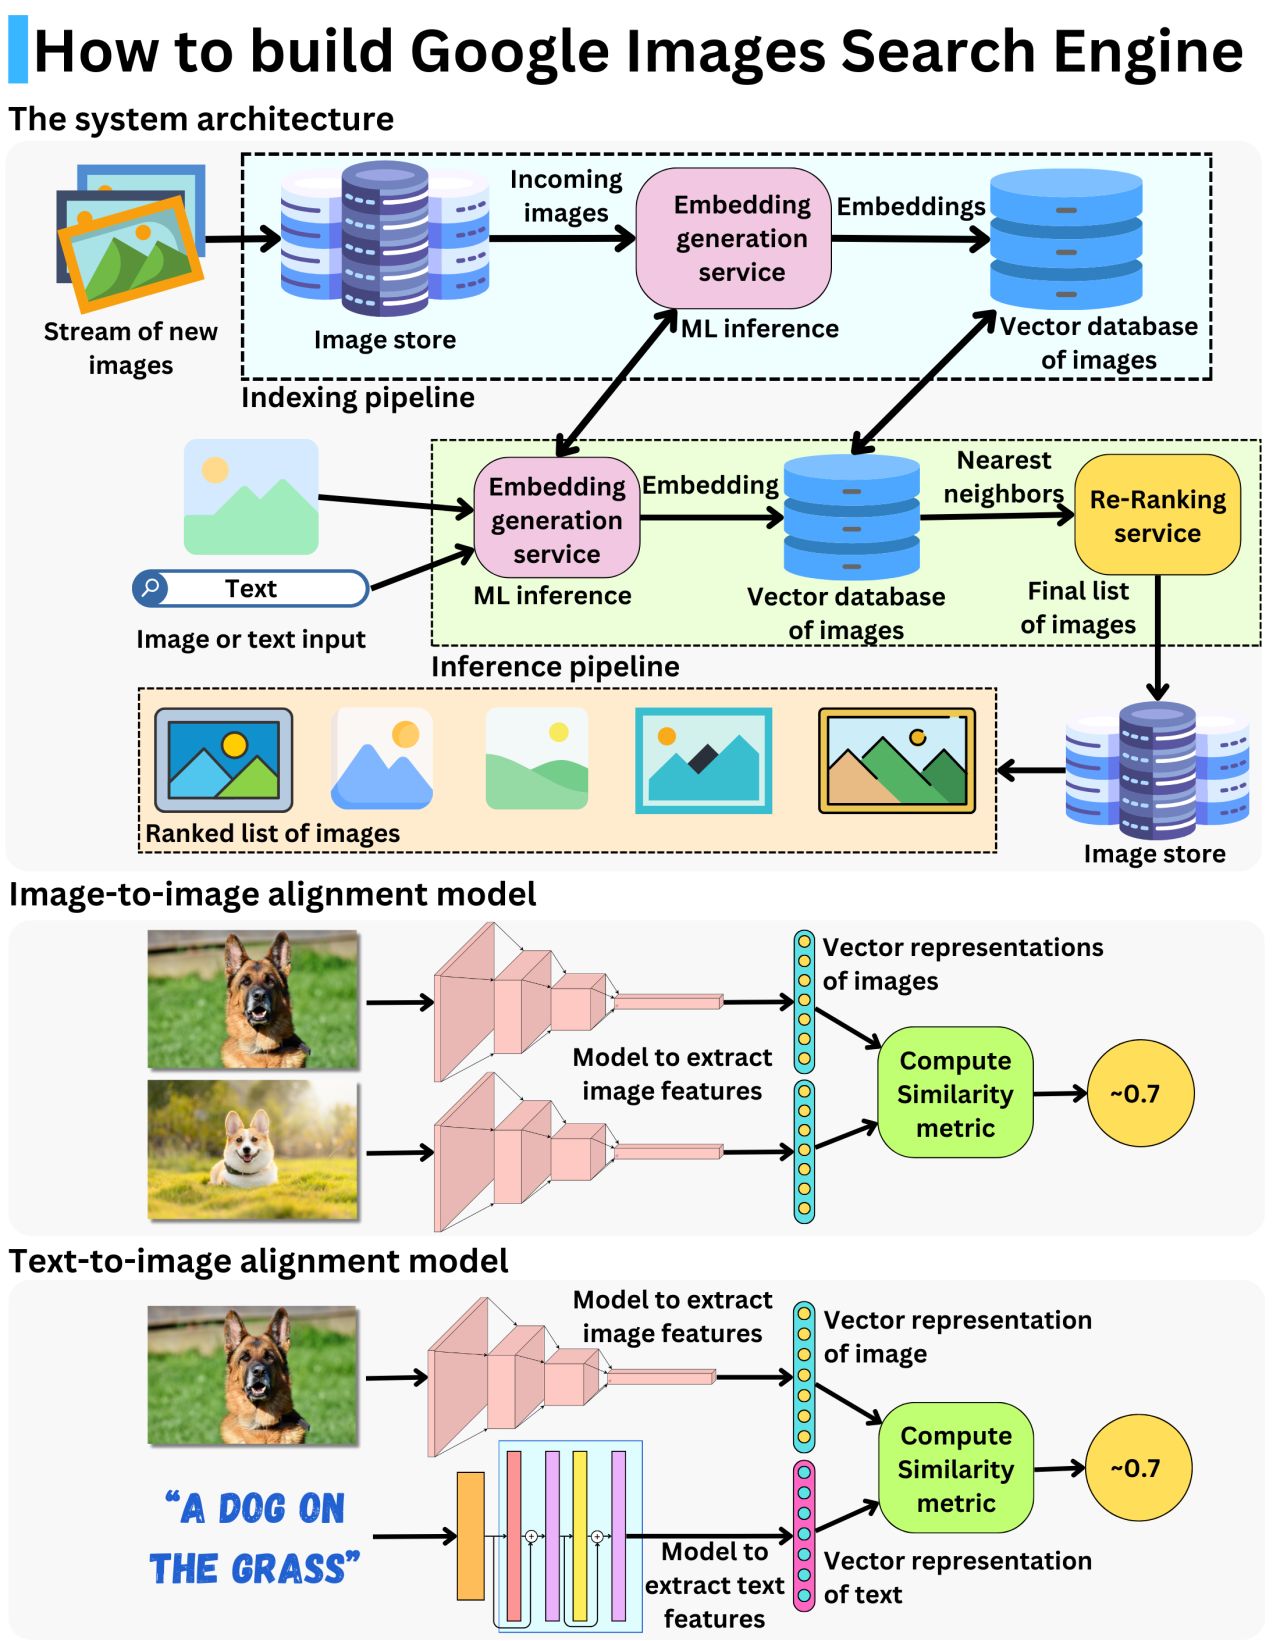 How to build Google Images Search Engine
The system architecture
Incoming
images
Embedding
generation
service
Embeddings
Stream of new
images
Image store
ML inference
Vector database
of images
Indexing pipeline
Embedding
generation
service
Embedding
Nearest
neighbors
Re-Ranking
service
Text
Image or text input
ML inference
Vector database
of images
Final list
of images
Inference pipeline
Ranked list of images
Image store
Image-to-image alignment model
Vector representations
of images
Model to extract
image features
Compute
Similarity
metric
~0.7
Text-to-image alignment model
Model to extract
image features
Vector representation
of image
Compute
Similarity
metric
~0.7
“A DOG ON
THE GRASS”
Model to
extract text
features
Vector representation
of text